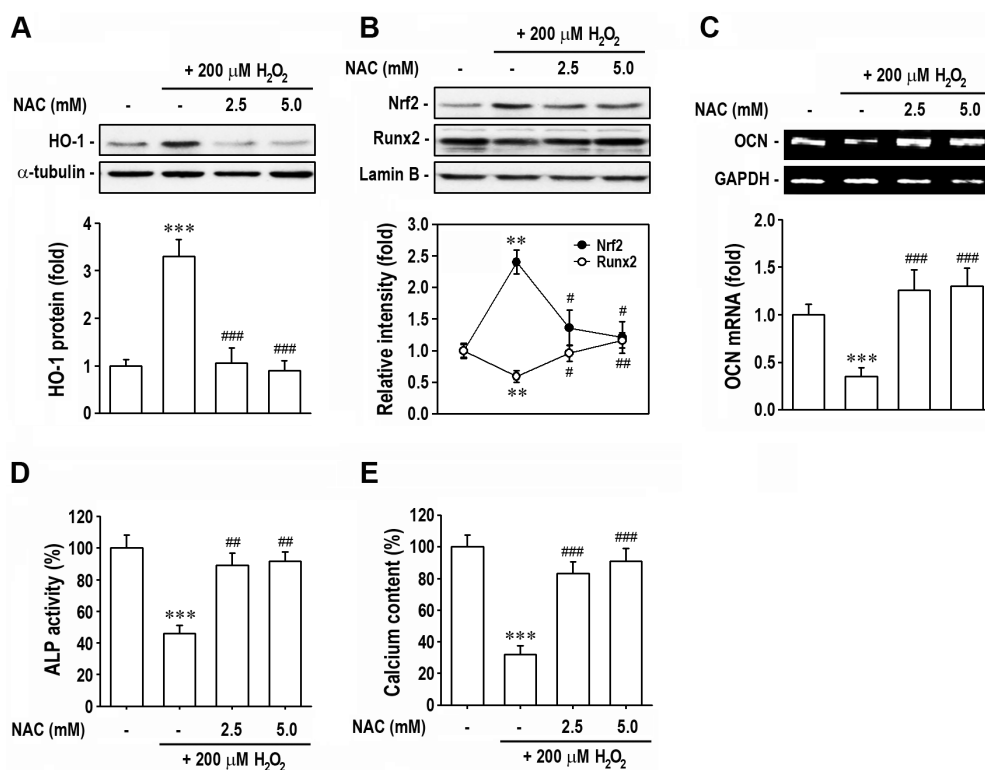 A
+ 200 μM H₂O₂
NAC (mM) - - 2.5 5.0
HO-1 -
α-tubulin -
HO-1 protein (fold)
4
3
2
1
0
***
###
###
B
+ 200 μM H₂O₂
NAC (mM) - - 2.5 5.0
Nrf2 -
Runx2 -
Lamin B -
Relative intensity (fold)
3.0
2.5
2.0
1.5
1.0
0.5
0.0
Nrf2
Runx2
**
#
#
**
#
##
C
+ 200 μM H₂O₂
NAC (mM) - - 2.5 5.0
OCN -
GAPDH -
OCN mRNA (fold)
2.0
1.5
1.0
0.5
0.0
***
###
###
D
ALP activity (%)
120
100
80
60
40
20
0
***
##
##
NAC (mM) - - 2.5 5.0
+ 200 μM H₂O₂
E
Calcium content (%)
120
100
80
60
40
20
0
***
###
###
NAC (mM) - - 2.5 5.0
+ 200 μM H₂O₂